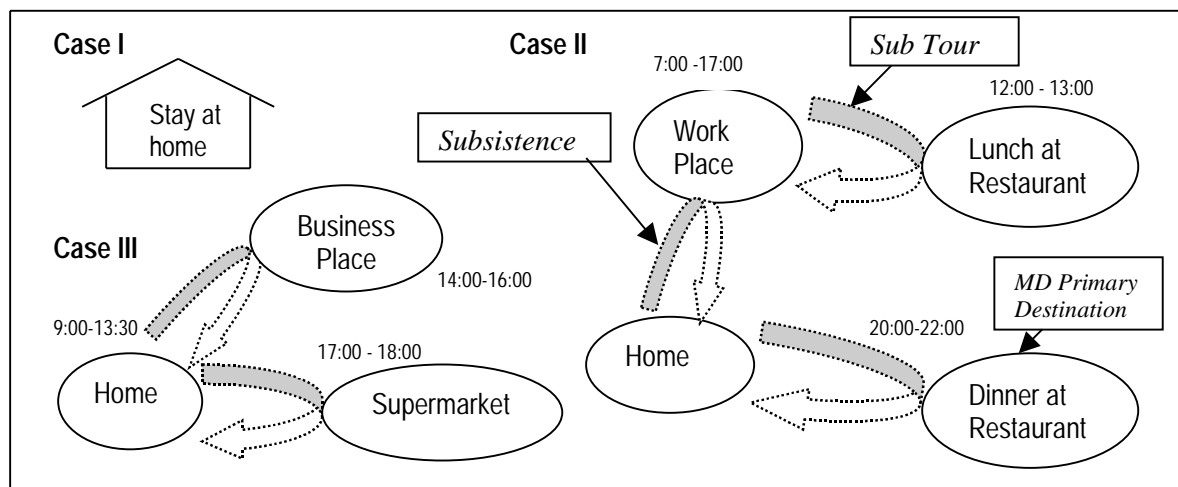 Case I
Stay at
home
Case II
7:00 -17:00
Sub Tour
12:00 - 13:00
Subsistence
Work
Place
Lunch at
Restaurant
Case III
Business
Place
14:00-16:00
9:00-13:30
Home
17:00 - 18:00
Supermarket
Home
20:00-22:00
MD Primary
Destination
Dinner at
Restaurant